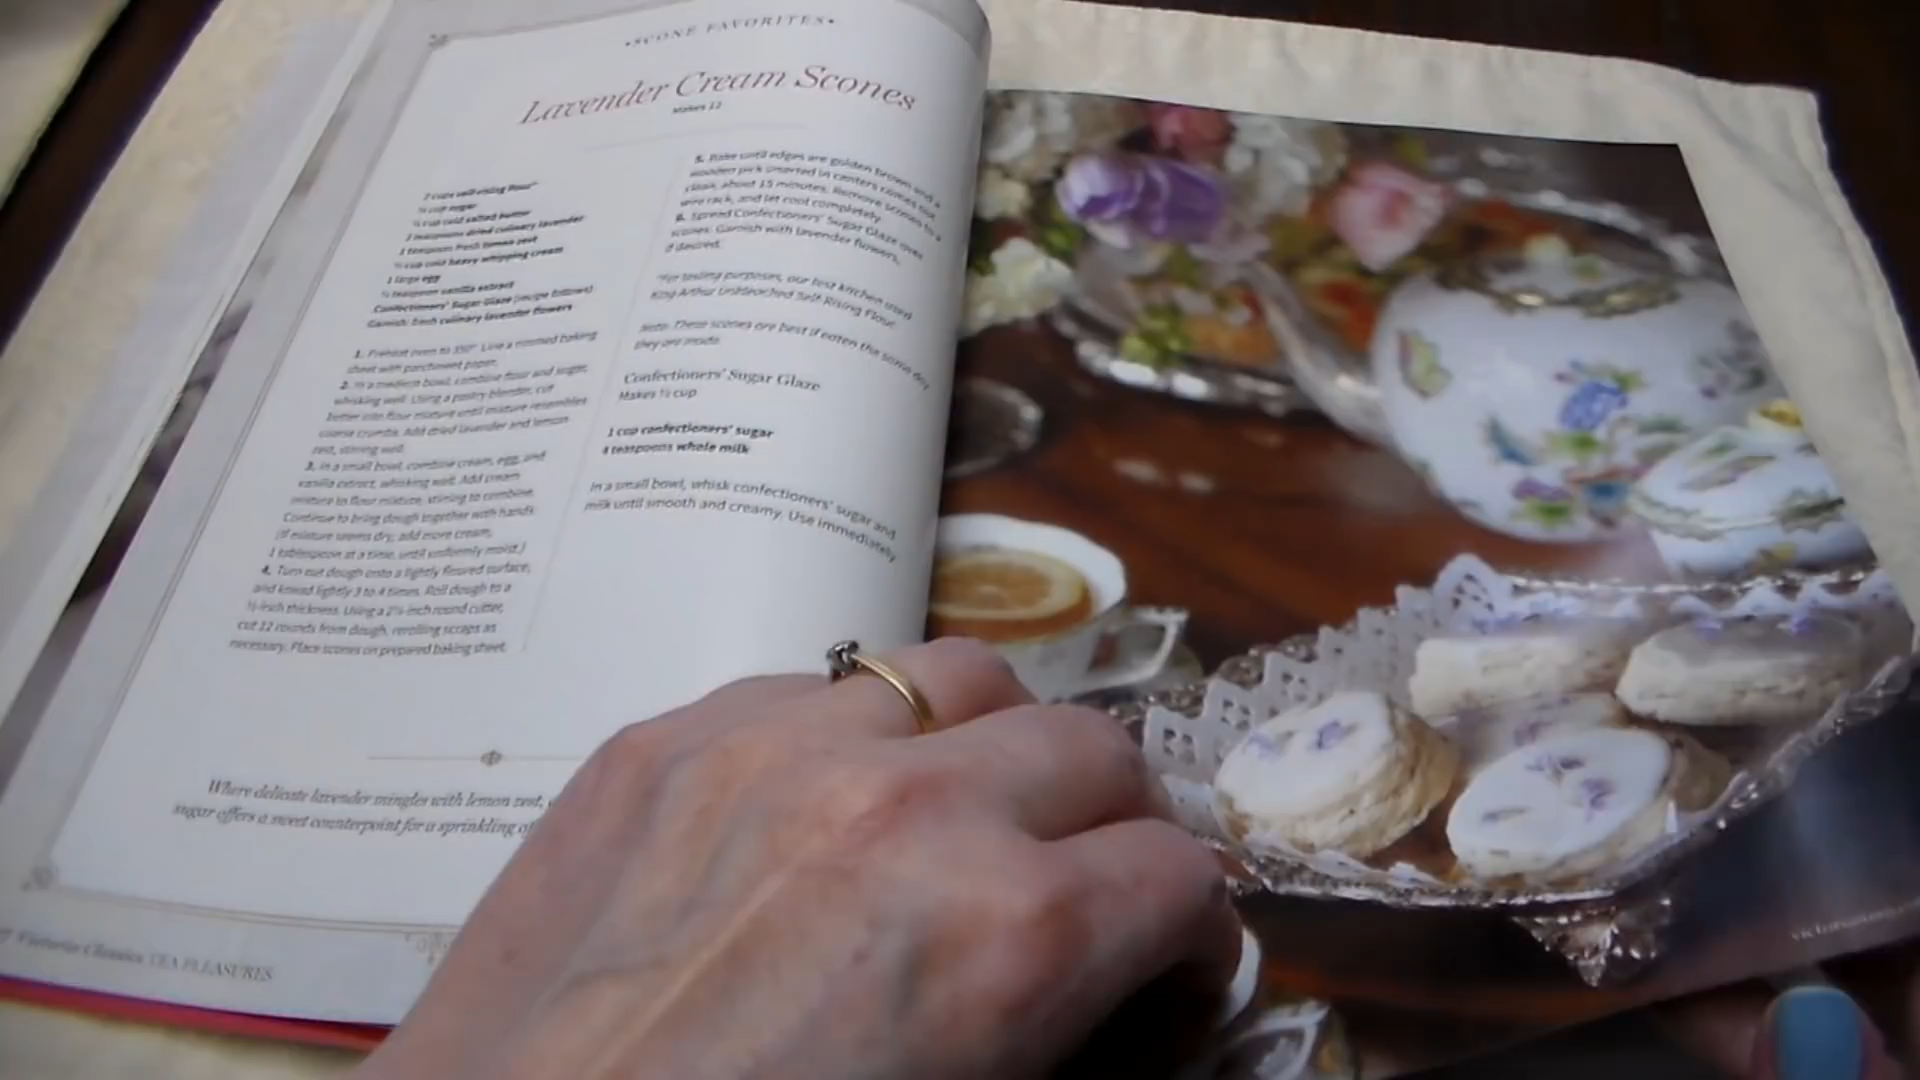 •SCONE FAVORITES•
Lavender Cream Scones
Makes 12
2 cups self-rising flour*
cup sugar
cup cold salted butter
2 teaspoons dried culinary lavender
1 teaspoon fresh lemon zest
cup cold heavy whipping cream
1 large egg
½ teaspoon vanilla extract
Confectioners' Sugar Glaze (recipe follows)
Garnish: fresh culinary lavender flowers
1. Preheat oven to 350°. Line a rimmed baking
sheet with parchment paper.
2. In a medium bowl, combine flour and sugar,
whisking well. Using a pastry blender, cut
butter into flour mixture until mixture resembles
coarse crumbs. Add dried lavender and lemon
zest, stirring well.
3. In a small bowl, combine cream, egg, and
vanilla extract, whisking well. Add cream
mixture to flour mixture, stirring to combine.
Continue to bring dough together with hands.
(If mixture seems dry, add more cream,
1 tablespoon at a time, until uniformly moist.)
4. Turn out dough onto a lightly floured surface,
and knead lightly 3 to 4 times. Roll dough to a
-inch thickness. Using a 2¼-inch round cutter,
cut 12 rounds from dough, rerolling scraps as
necessary. Place scones on prepared baking sheet.
5. Bake until edges are golden brown and a
wooden pick inserted in centers comes out
clean, about 15 minutes. Remove scones to a
wire rack, and let cool completely.
6. Spread Confectioners' Sugar Glaze over
scones. Garnish with lavender flowers,
if desired.
*For testing purposes, our test kitchen used
King Arthur Unbleached Self-Rising Flour.
Note: These scones are best if eaten the same day
they are made.
Confectioners' Sugar Glaze
Makes ½ cup
1 cup confectioners' sugar
4 teaspoons whole milk
In a small bowl, whisk confectioners' sugar and
milk until smooth and creamy. Use immediately
Where delicate lavender mingles with lemon zest,
sugar offers a sweet counterpoint for a sprinkling of
Victoria Classics TEA PLEASURES